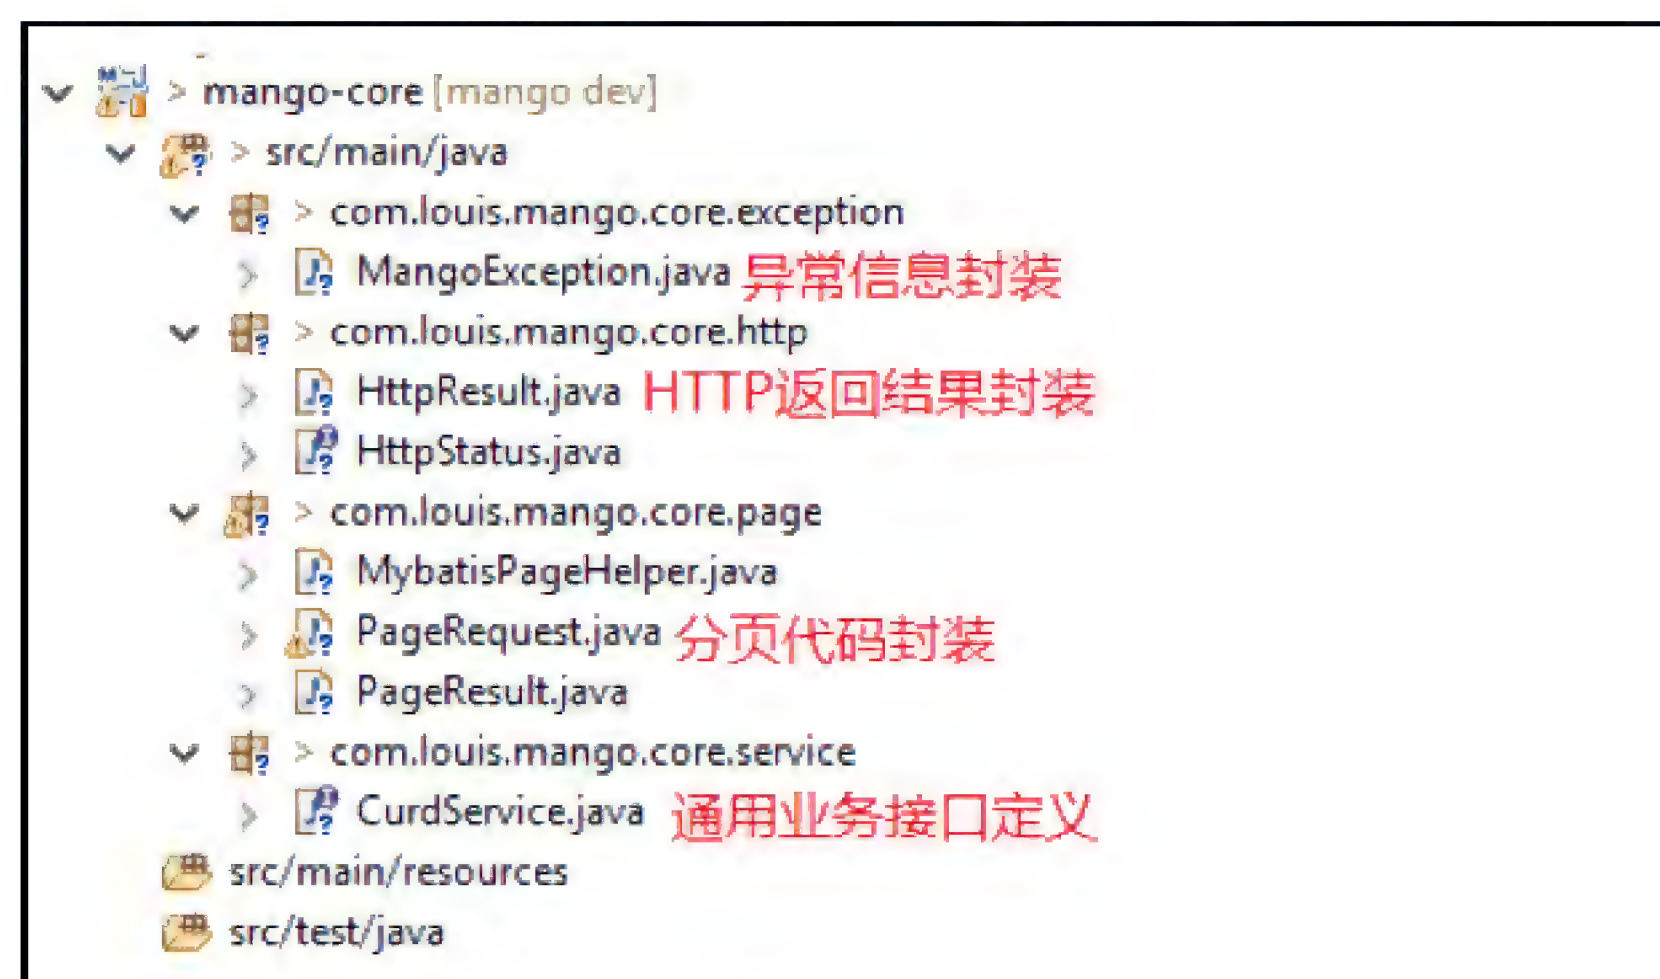 > mango-core [mango dev]
> src/main/java
> com.louis.mango.core.exception
MangoException.java 异常信息封装
> com.louis.mango.core.http
HttpResult.java HTTP返回结果封装
HttpStatus.java
> com.louis.mango.core.page
MybatisPageHelper.java
PageRequest.java 分页代码封装
PageResult.java
> com.louis.mango.core.service
CurdService.java 通用业务接口定义
src/main/resources
src/test/java